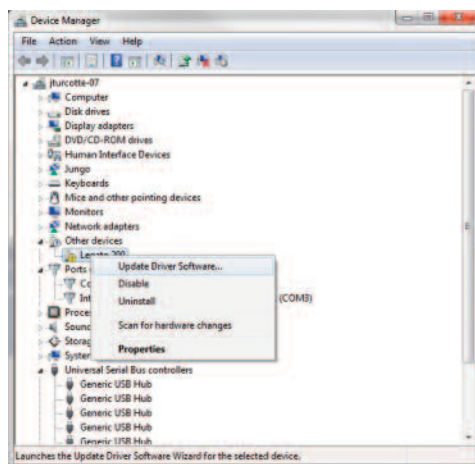 Device Manager
File Action View Help
jturcotte-07
Computer
Disk drives
Display adapters
DVD/CD-ROM drives
Human Interface Devices
Jungo
Keyboards
Mice and other pointing devices
Monitors
Network adapters
Other devices
Update Driver Software...
Ports
Disable
Uninstall
(COM3)
Scan for hardware changes
Properties
Universal Serial Bus controllers
Generic USB Hub
Generic USB Hub
Generic USB Hub
Generic USB Hub
Generic USB Hub
Launches the Update Driver Software Wizard for the selected device.